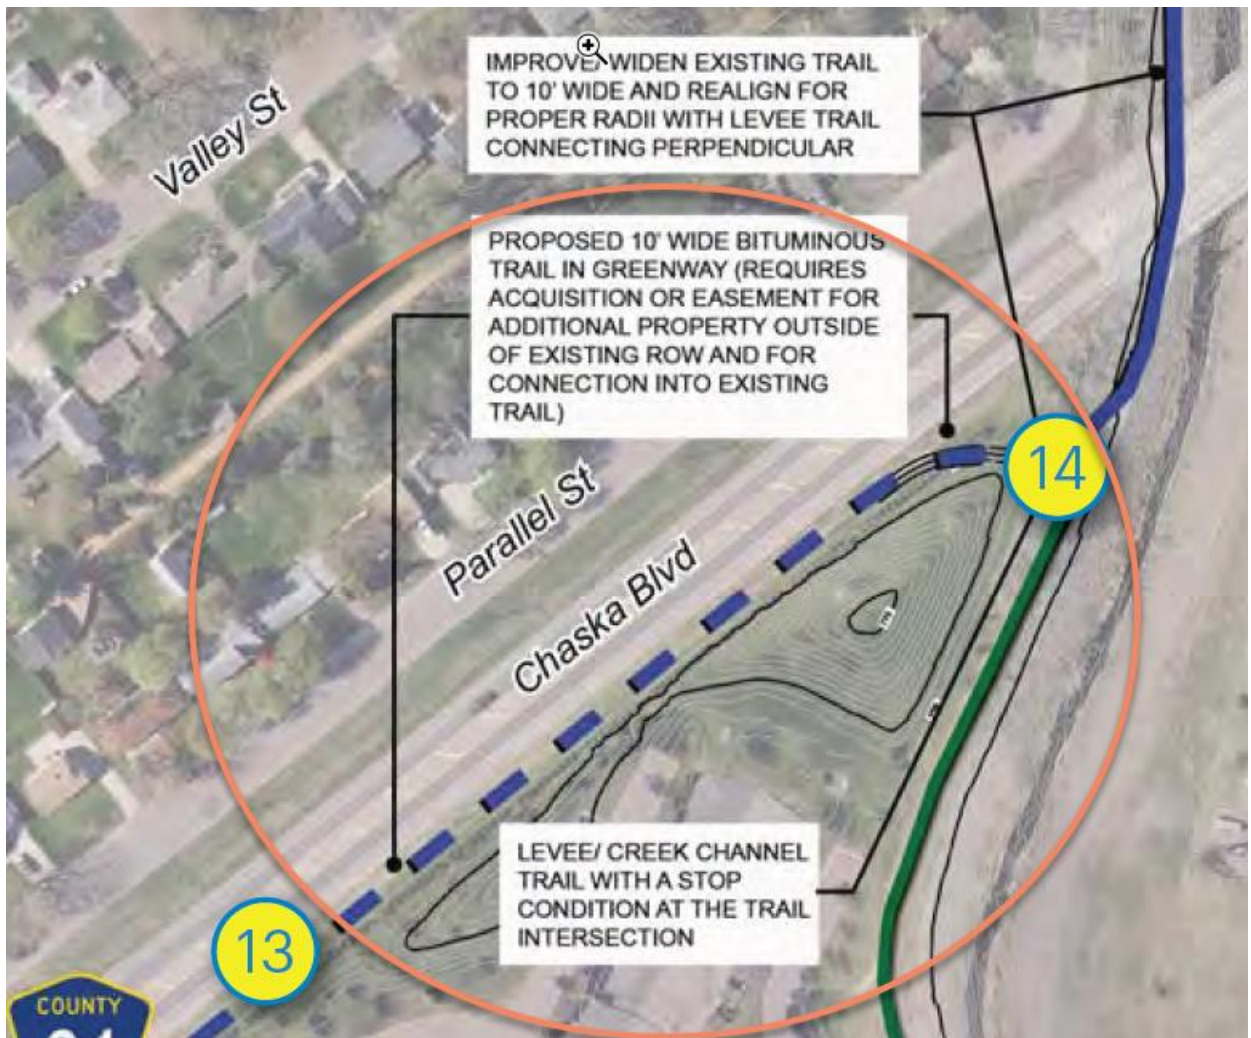 IMPROVE/ WIDEN EXISTING TRAIL
TO 10' WIDE AND REALIGN FOR
PROPER RADII WITH LEVEE TRAIL
CONNECTING PERPENDICULAR
Valley St
PROPOSED 10' WIDE BITUMINOUS
TRAIL IN GREENWAY (REQUIRES
ACQUISITION OR EASEMENT FOR
ADDITIONAL PROPERTY OUTSIDE
OF EXISTING ROW AND FOR
CONNECTION INTO EXISTING
TRAIL)
14
Parallel St
Chaska Blvd
LEVEE/ CREEK CHANNEL
TRAIL WITH A STOP
CONDITION AT THE TRAIL
INTERSECTION
13
COUNTY